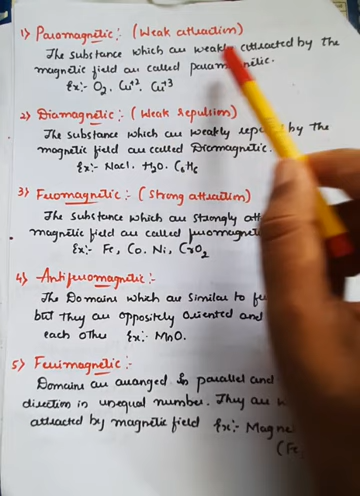 1) Paramagnetic :- (Weak attraction)
The Substance which are weakly attracted by the
magnetic field are called paramagnetic.
Ex:- O2, Cu+2, Cu+3
2) Diamagnetic :- (Weak Repulsion)
The Substance which are weakly by the
magnetic field are called Diamagnetic.
Ex:- Nacl, H2O, C6H6
3) Ferromagnetic :- (Strong attraction)
The Substance which are strongly
magnetic field are called
Ex:- Fe, Co, Ni, CrO2
4) Antiferromagnetic :-
The Domains which are Similar to
but They are oppositely oriented and
each other Ex:- MnO.
5) Ferrimagnetic :-
Domains are arranged In parallel and
direction in unequal number. They are
attracted by magnetic field Ex:-